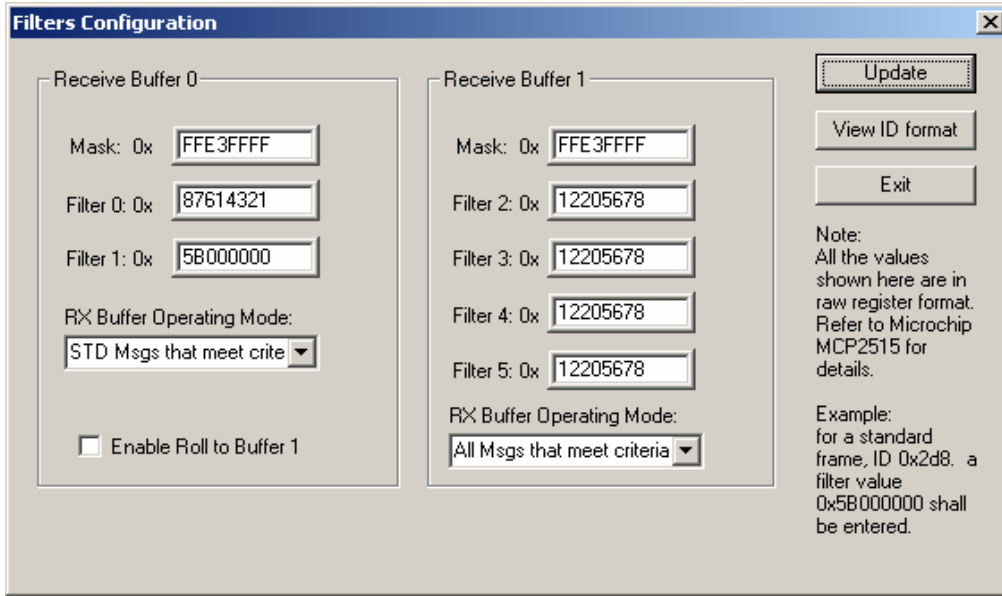 Filters Configuration
Receive Buffer 0
Mask: 0x FFE3FFFF
Filter 0: 0x 87614321
Filter 1: 0x 5B000000
RX Buffer Operating Mode:
STD Msgs that meet crite
Enable Roll to Buffer 1
Receive Buffer 1
Mask: 0x FFE3FFFF
Filter 2: 0x 12205678
Filter 3: 0x 12205678
Filter 4: 0x 12205678
Filter 5: 0x 12205678
RX Buffer Operating Mode:
All Msgs that meet criteria
Update
View ID format
Exit
Note:
All the values
shown here are in
raw register format.
Refer to Microchip
MCP2515 for
details.
Example:
for a standard
frame, ID 0x2d8. a
filter value
0x5B000000 shall
be entered.